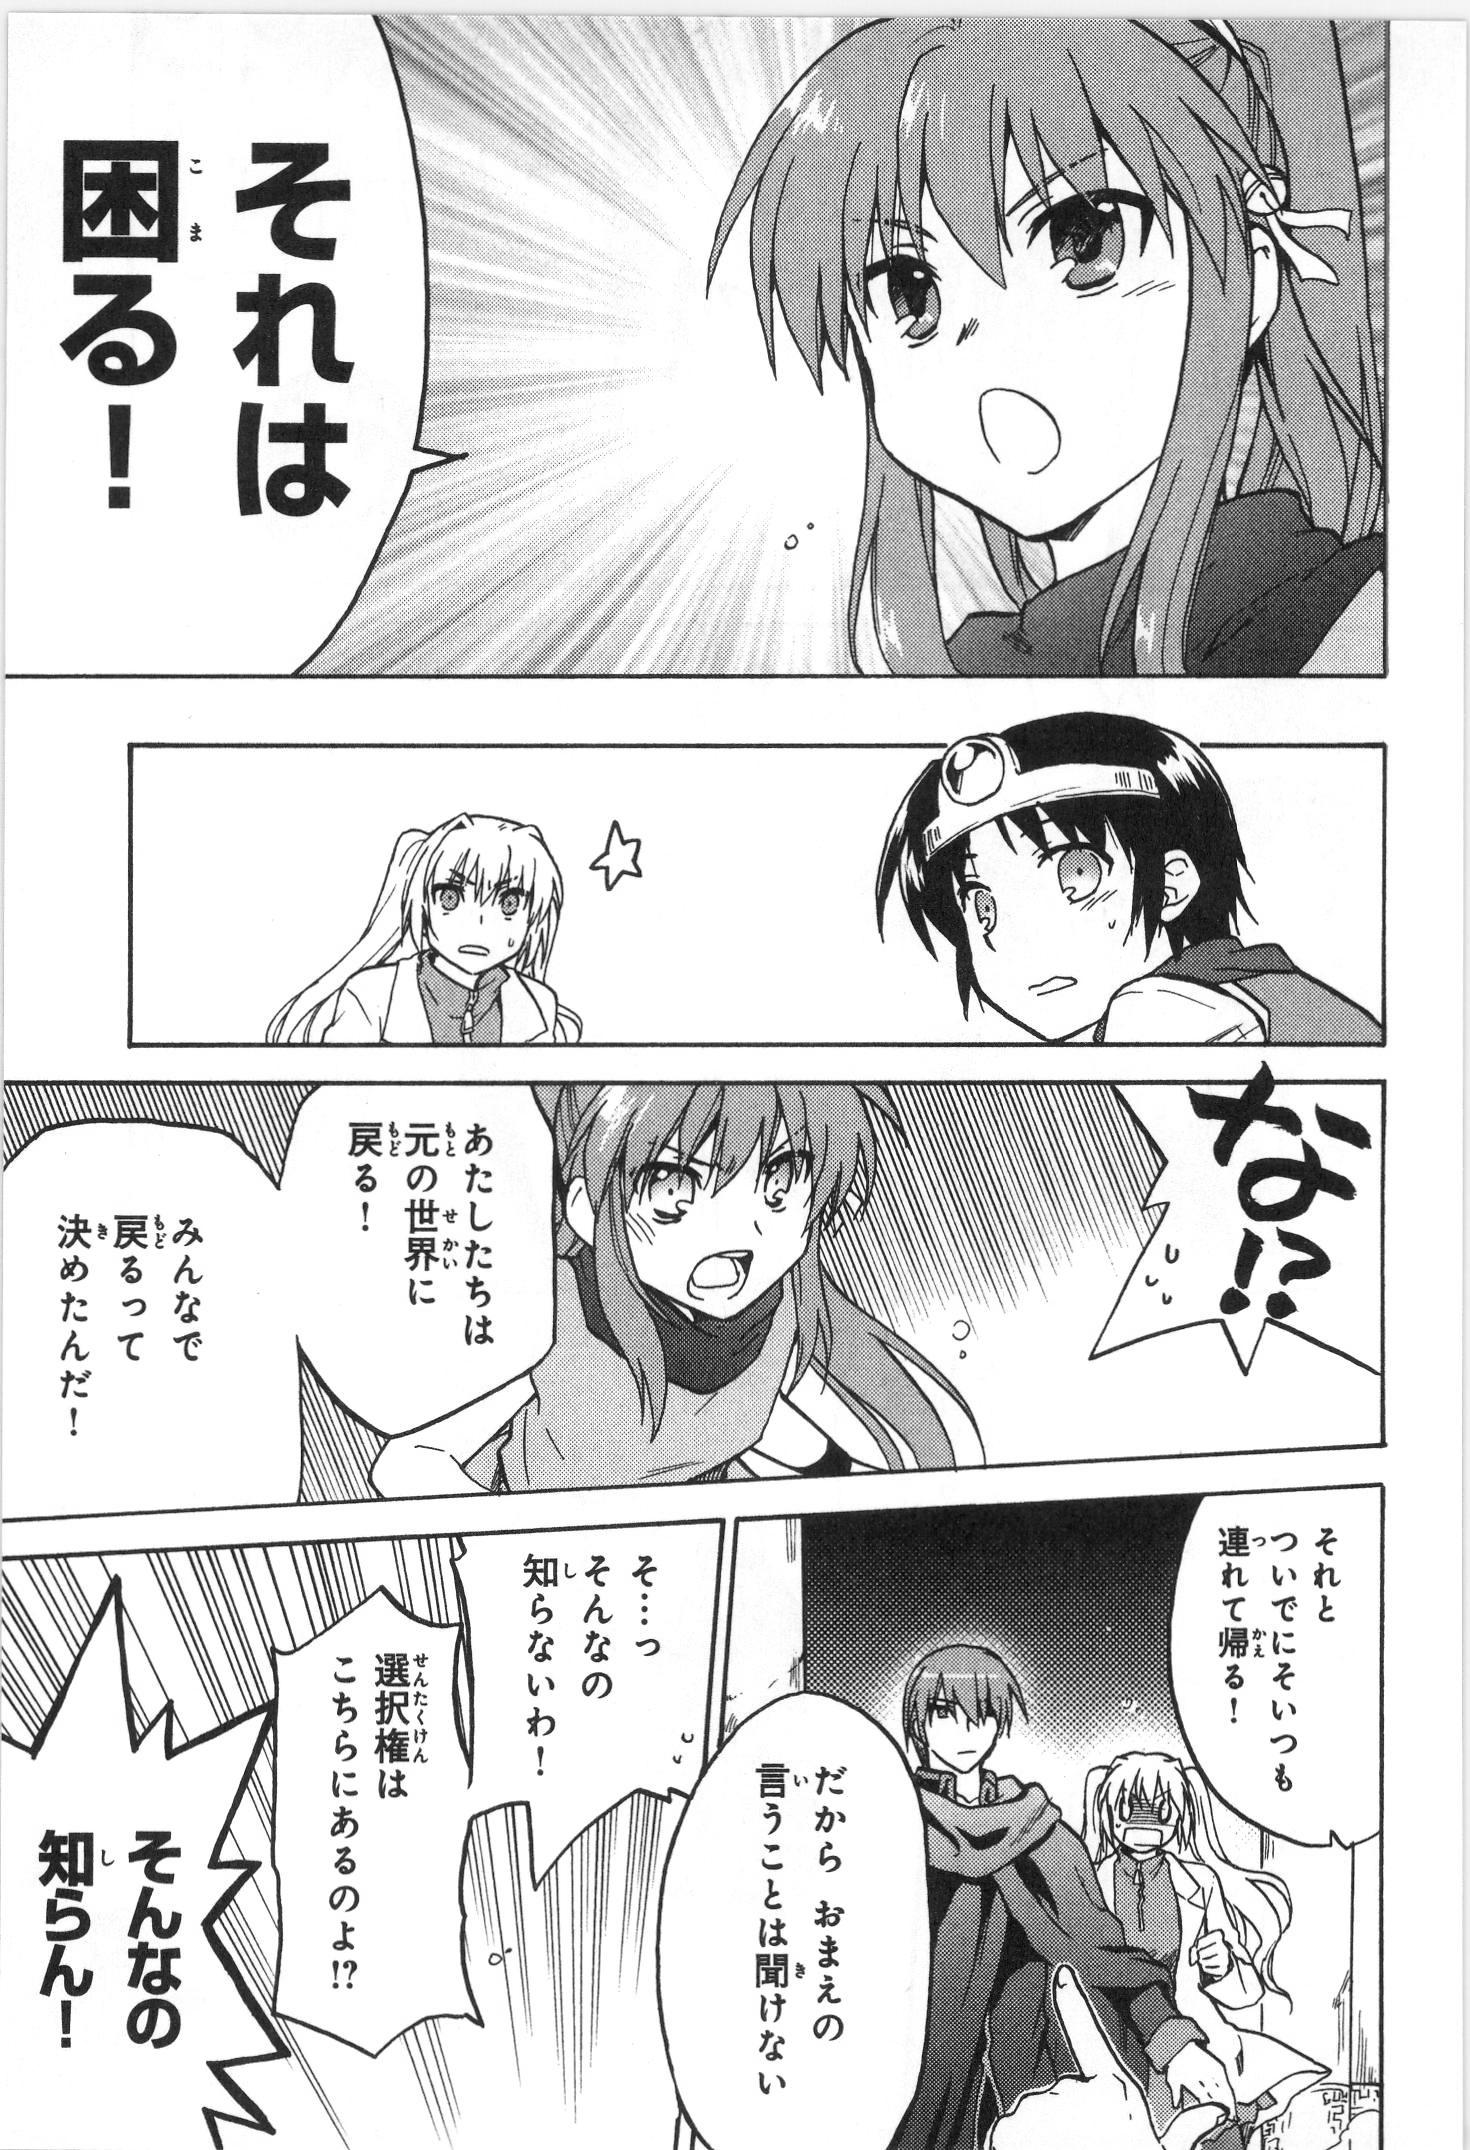 それは
困る!
な!?
あたしたちは
元の世界に
戻る!
みんなで
戻るって
決めたんだ!
それと
ついでにそいつも
連れて帰る!
だから おまえの
言うことは聞けない
そ…っ
そんなの
知らないわ!
選択権は
こちらにあるのよ!?
そんなの
知らん!